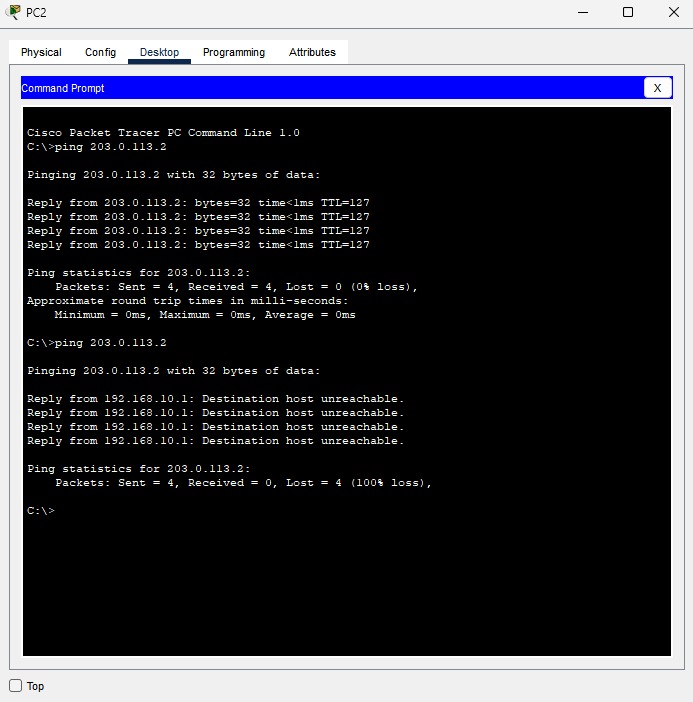 PC2
Physical Config Desktop Programming Attributes
Command Prompt
X
Cisco Packet Tracer PC Command Line 1.0
C:\>ping 203.0.113.2
Pinging 203.0.113.2 with 32 bytes of data:
Reply from 203.0.113.2: bytes=32 time<1ms TTL=127
Reply from 203.0.113.2: bytes=32 time<1ms TTL=127
Reply from 203.0.113.2: bytes=32 time<1ms TTL=127
Reply from 203.0.113.2: bytes=32 time<1ms TTL=127
Ping statistics for 203.0.113.2:
Packets: Sent = 4, Received = 4, Lost = 0 (0% loss),
Approximate round trip times in milli-seconds:
Minimum = 0ms, Maximum = 0ms, Average = 0ms
C:\>ping 203.0.113.2
Pinging 203.0.113.2 with 32 bytes of data:
Reply from 192.168.10.1: Destination host unreachable.
Reply from 192.168.10.1: Destination host unreachable.
Reply from 192.168.10.1: Destination host unreachable.
Reply from 192.168.10.1: Destination host unreachable.
Ping statistics for 203.0.113.2:
Packets: Sent = 4, Received = 0, Lost = 4 (100% loss),
C:\>
Top